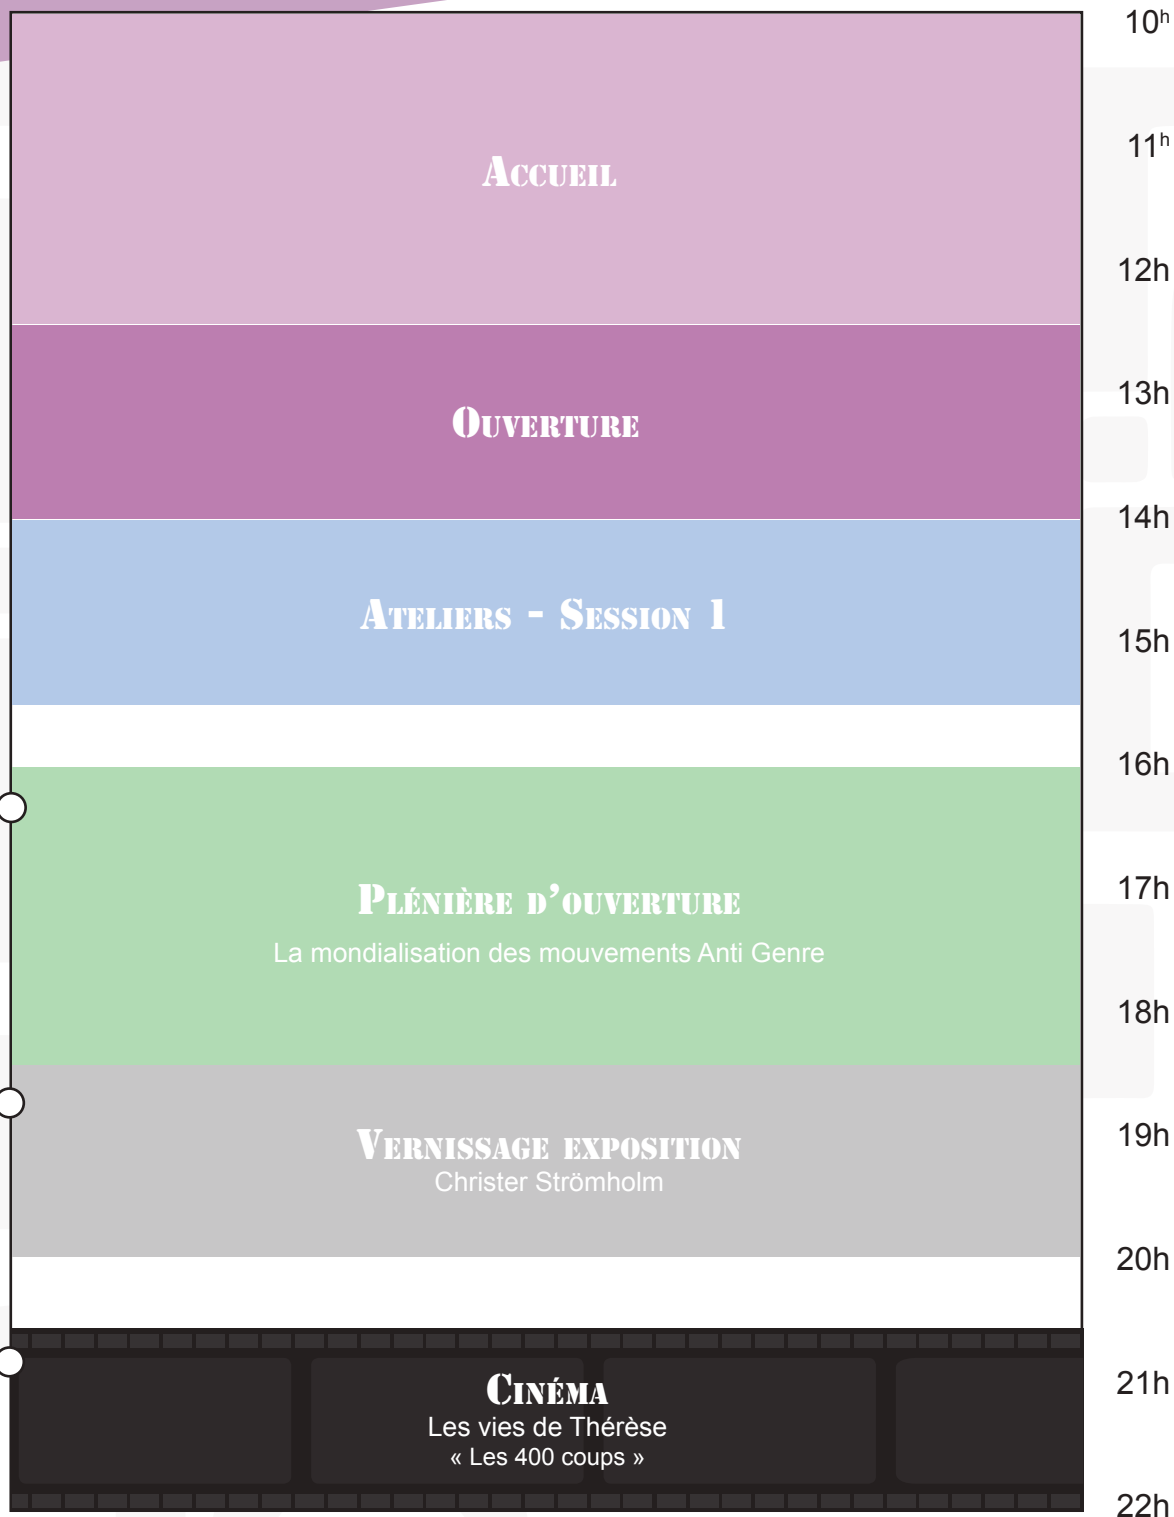 10h
11h
Accueil
12h
13h
Ouverture
14h
Ateliers - Session 1
15h
16h
17h
Plénière d'ouverture
La mondialisation des mouvements Anti Genre
18h
19h
Vernissage exposition
Christer Strömholm
20h
21h
Cinéma
Les vies de Thérèse
« Les 400 coups »
22h